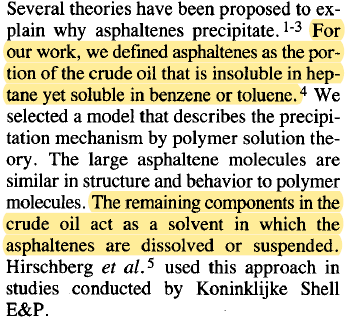 Several theories have been proposed to ex-
plain why asphaltenes precipitate.1-3 For
our work, we defined asphaltenes as the por-
tion of the crude oil that is insoluble in hep-
tane yet soluble in benzene or toluene.4 We
selected a model that describes the precipi-
tation mechanism by polymer solution the-
ory. The large asphaltene molecules are
similar in structure and behavior to polymer
molecules. The remaining components in the
crude oil act as a solvent in which the
asphaltenes are dissolved or suspended.
Hirschberg et al.5 used this approach in
studies conducted by Koninklijke Shell
E&P.